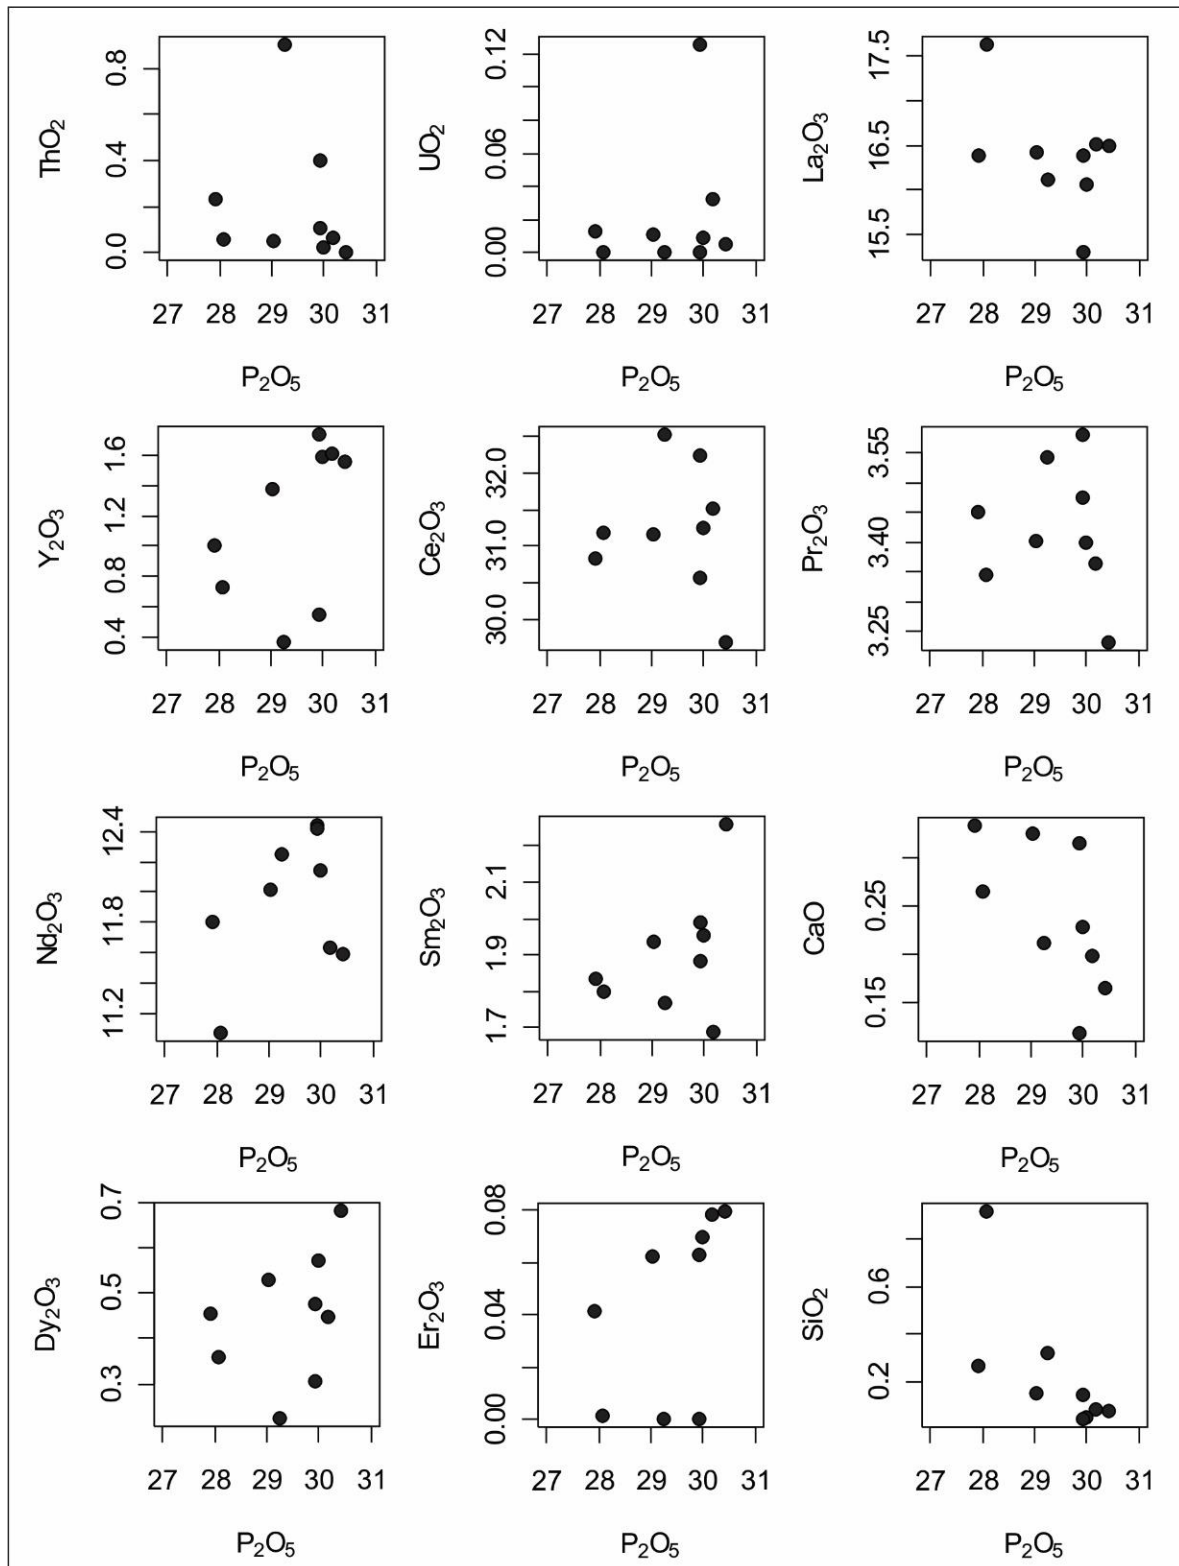 ThO2
0.0 0.4 0.8
27 28 29 30 31
P2O5
UO2
0.00 0.06 0.12
27 28 29 30 31
P2O5
La2O3
15.5 16.5 17.5
27 28 29 30 31
P2O5
Y2O3
0.4 0.8 1.2 1.6
27 28 29 30 31
P2O5
Ce2O3
30.0 31.0 32.0
27 28 29 30 31
P2O5
Pr2O3
3.25 3.40 3.55
27 28 29 30 31
P2O5
Nd2O3
11.2 11.8 12.4
27 28 29 30 31
P2O5
Sm2O3
1.7 1.9 2.1
27 28 29 30 31
P2O5
CaO
0.15 0.25
27 28 29 30 31
P2O5
Dy2O3
0.3 0.5 0.7
27 28 29 30 31
P2O5
Er2O3
0.00 0.04 0.08
27 28 29 30 31
P2O5
SiO2
0.2 0.6
27 28 29 30 31
P2O5